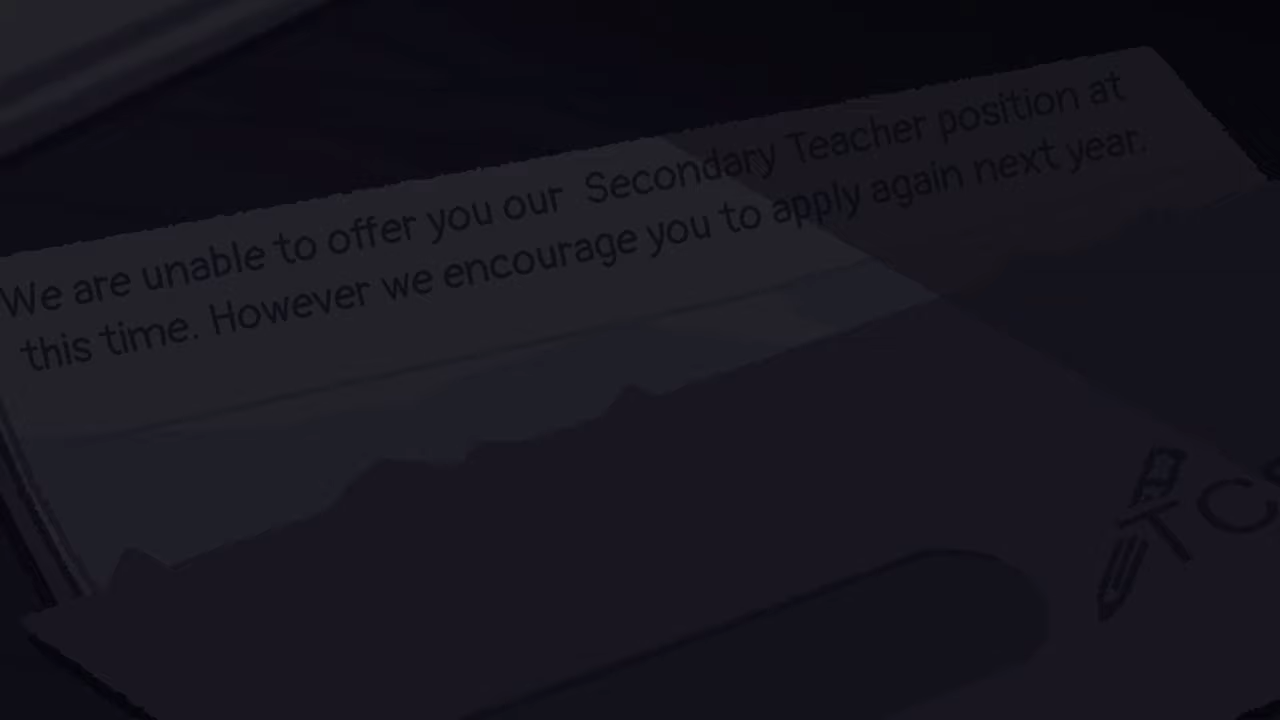 We are unable to offer you our Secondary Teacher position at
this time. However we encourage you to apply again next year.